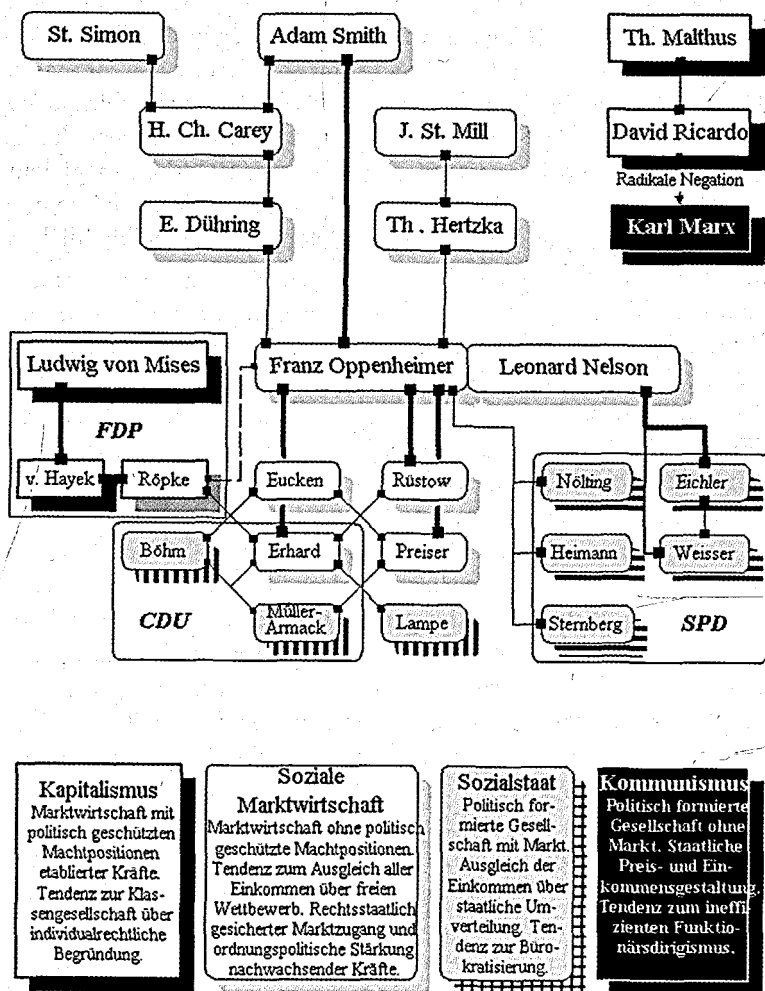 St. Simon
Adam Smith
Th. Malthus
H. Ch. Carey
J. St. Mill
David Ricardo
Radikale Negation
E. Dühring
Th. Hertzka
Karl Marx
Ludwig von Mises
Franz Oppenheimer
Leonard Nelson
FDP
v. Hayek
Röpke
Eucken
Rüstow
Nölting
Eichler
Böhm
Erhard
Preiser
Heimann
Weisser
CDU
Müller-
Armack
Lampe
Sternberg
SPD
Kapitalismus
Marktwirtschaft mit
politisch geschützten
Machtpositionen
etablierter Kräfte.
Tendenz zur Klas-
sengesellschaft über
individualrechtliche
Begründung.
Soziale
Marktwirtschaft
Marktwirtschaft ohne politisch
geschützte Machtpositionen.
Tendenz zum Ausgleich aller
Einkommen über freien
Wettbewerb. Rechtsstaatlich
gesicherter Marktzugang und
ordnungspolitische Stärkung
nachwachsender Kräfte.
Sozialstaat
Politisch for-
mierte Gesell-
schaft mit Markt.
Ausgleich der
Einkommen über
staatliche Um-
verteilung. Ten-
denz zur Büro-
kratisierung.
Kommunismus
Politisch formierte
Gesellschaft ohne
Markt. Staatliche
Preis- und Ein-
kommensgestaltung.
Tendenz zum ineffi-
zienten Funktio-
närsdirigismus.